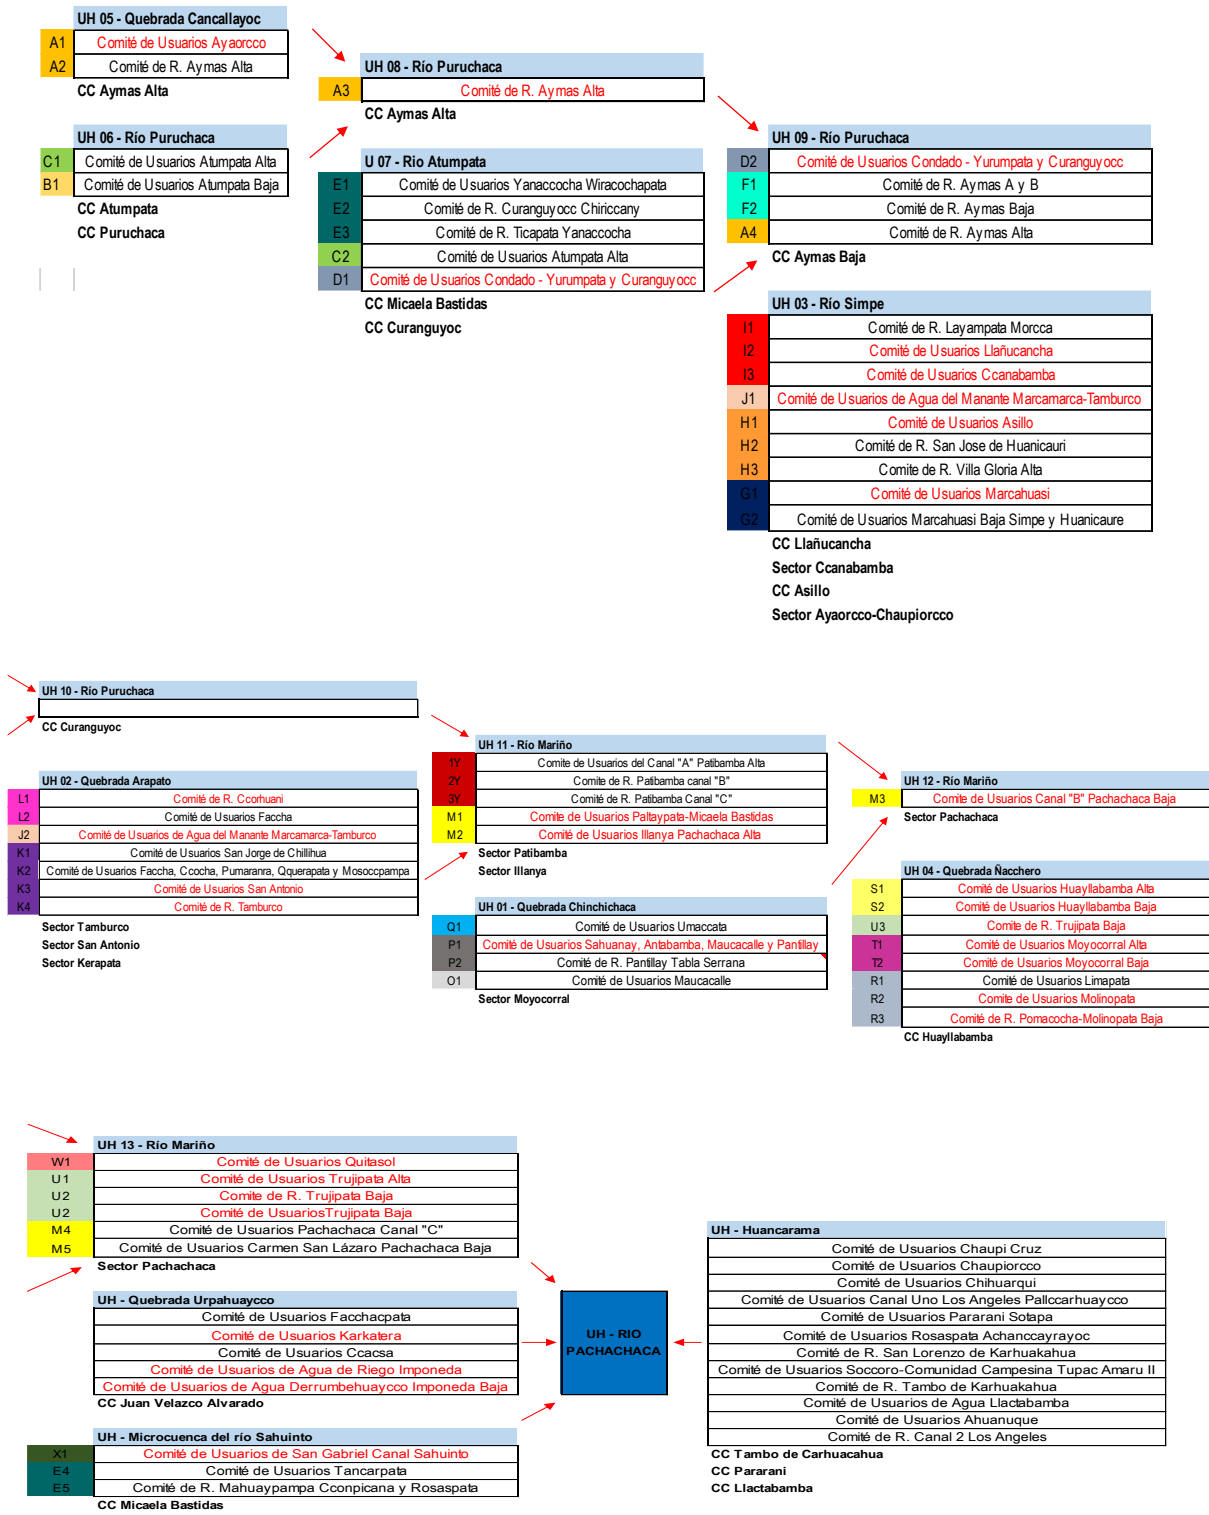 UH 05 - Quebrada Cancallayoc
A1 Comité de Usuarios Ayaorcco
A2 Comité de R. Aymas Alta
CC Aymas Alta
UH 06 - Río Puruchaca
C1 Comité de Usuarios Atumpata Alta
B1 Comité de Usuarios Atumpata Baja
CC Atumpata
CC Puruchaca
UH 08 - Río Puruchaca
A3 Comité de R. Aymas Alta
CC Aymas Alta
U 07 - Rio Atumpata
E1 Comité de Usuarios Yanaccocha Wiracochapata
E2 Comité de R. Curanguyocc Chiriccany
E3 Comité de R. Ticapata Yanaccocha
C2 Comité de Usuarios Atumpata Alta
D1 Comité de Usuarios Condado - Yurumpata y Curanguyocc
CC Micaela Bastidas
CC Curanguyoc
UH 09 - Río Puruchaca
D2 Comité de Usuarios Condado - Yurumpata y Curanguyocc
F1 Comité de R. Aymas A y B
F2 Comité de R. Aymas Baja
A4 Comité de R. Aymas Alta
CC Aymas Baja
UH 03 - Río Simpe
I1 Comité de R. Layampata Morcca
I2 Comité de Usuarios Llañucancha
I3 Comité de Usuarios Ccanabamba
J1 Comité de Usuarios de Agua del Manante Marcamarca-Tamburco
H1 Comité de Usuarios Asillo
H2 Comité de R. San Jose de Huanicauri
H3 Comite de R. Villa Gloria Alta
G1 Comité de Usuarios Marcahuasi
G2 Comité de Usuarios Marcahuasi Baja Simpe y Huanicaure
CC Llañucancha
Sector Ccanabamba
CC Asillo
Sector Ayaorcco-Chaupiorcco
UH 10 - Río Puruchaca
CC Curanguyoc
UH 02 - Quebrada Arapato
L1 Comité de R. Ccorhuani
L2 Comité de Usuarios Faccha
J2 Comité de Usuarios de Agua del Manante Marcamarca-Tamburco
K1 Comité de Usuarios San Jorge de Chillihua
K2 Comité de Usuarios Faccha, Ccocha, Pumaranra, Qquerapata y Mosoccpampa
K3 Comité de Usuarios San Antonio
K4 Comité de R. Tamburco
Sector Tamburco
Sector San Antonio
Sector Kerapata
UH 11 - Río Mariño
1Y Comite de Usuarios del Canal "A" Patibamba Alta
2Y Comite de R. Patibamba canal "B"
3Y Comité de R. Patibamba Canal "C"
M1 Comite de Usuarios Paltaypata-Micaela Bastidas
M2 Comité de Usuarios Illanya Pachachaca Alta
Sector Patibamba
Sector Illanya
UH 01 - Quebrada Chinchichaca
Q1 Comité de Usuarios Umaccata
P1 Comité de Usuarios Sahuanay, Antabamba, Maucacalle y Pantillay
P2 Comité de R. Pantillay Tabla Serrana
O1 Comité de Usuarios Maucacalle
Sector Moyocorral
UH 12 - Río Mariño
M3 Comite de Usuarios Canal "B" Pachachaca Baja
Sector Pachachaca
UH 04 - Quebrada Ñacchero
S1 Comité de Usuarios Huayllabamba Alta
S2 Comité de Usuarios Huayllabamba Baja
U3 Comite de R. Trujipata Baja
T1 Comité de Usuarios Moyocorral Alta
T2 Comité de Usuarios Moyocorral Baja
R1 Comité de Usuarios Limapata
R2 Comite de Usuarios Molinopata
R3 Comité de R. Pomacocha-Molinopata Baja
CC Huayllabamba
UH 13 - Río Mariño
W1 Comité de Usuarios Quitasol
U1 Comité de Usuarios Trujipata Alta
U2 Comite de R. Trujipata Baja
U2 Comité de UsuariosTrujipata Baja
M4 Comité de Usuarios Pachachaca Canal "C"
M5 Comité de Usuarios Carmen San Lázaro Pachachaca Baja
Sector Pachachaca
UH - Quebrada Urpahuaycco
Comité de Usuarios Facchacpata
Comité de Usuarios Karkatera
Comité de Usuarios Ccacsa
Comité de Usuarios de Agua de Riego Imponeda
Comité de Usuarios de Agua Derrumbehuaycco Imponeda Baja
CC Juan Velazco Alvarado
UH - Microcuenca del río Sahuinto
X1 Comité de Usuarios de San Gabriel Canal Sahuinto
E4 Comité de Usuarios Tancarpata
E5 Comité de R. Mahuaypampa Cconpicana y Rosaspata
CC Micaela Bastidas
UH - RIO
PACHACHACA
UH - Huancarama
Comité de Usuarios Chaupi Cruz
Comité de Usuarios Chaupiorcco
Comité de Usuarios Chihuarqui
Comité de Usuarios Canal Uno Los Angeles Pallccarhuaycco
Comité de Usuarios Pararani Sotapa
Comité de Usuarios Rosaspata Achanccayrayoc
Comité de R. San Lorenzo de Karhuakahua
Comité de Usuarios Soccoro-Comunidad Campesina Tupac Amaru II
Comité de R. Tambo de Karhuakahua
Comité de Usuarios de Agua Llactabamba
Comité de Usuarios Ahuanuque
Comité de R. Canal 2 Los Angeles
CC Tambo de Carhuacahua
CC Pararani
CC Llactabamba